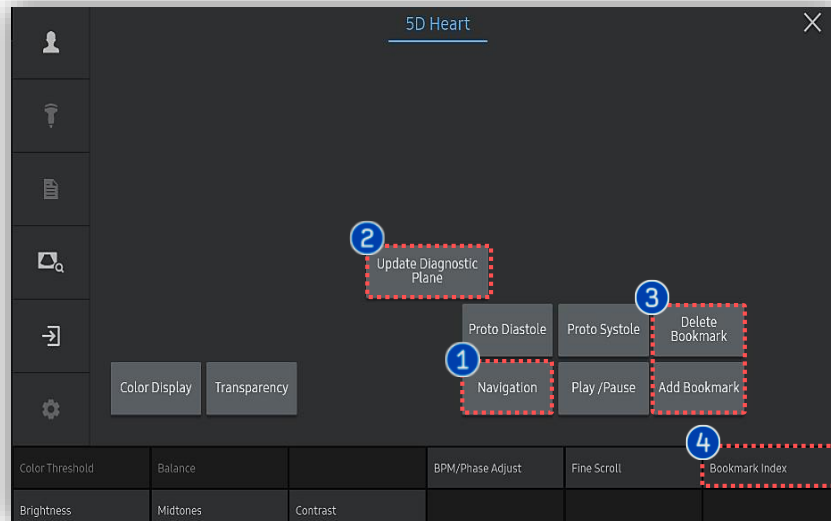 5D Heart
2
Update Diagnostic
Plane
3
Proto Diastole
Proto Systole
Delete
Bookmark
1
Color Display
Transparency
Navigation
Play /Pause
Add Bookmark
4
Color Threshold
Balance
BPM/Phase Adjust
Fine Scroll
Bookmark Index
Brightness
Midtones
Contrast